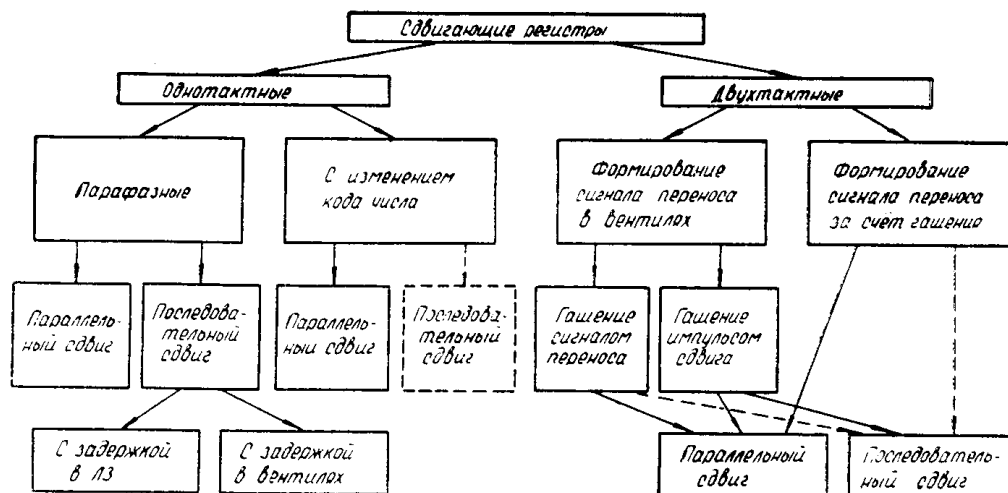 Сдвигающие регистры
Однотактные
Двухтактные
Парафазные
С изменением
кода числа
Формирование
сигнала переноса
в вентилях
Формирование
сигнала переноса
за счёт гашения
Параллель-
ный сдвиг
Последова-
тельный
сдвиг
Параллель-
ный сдвиг
Последова-
тельный
сдвиг
Гашение
сигналом
переноса
Гашение
импульсом
сдвига
С задержкой
в ЛЗ
С задержкой
в вентилях
Параллельный
сдвиг
Последователь-
ный сдвиг